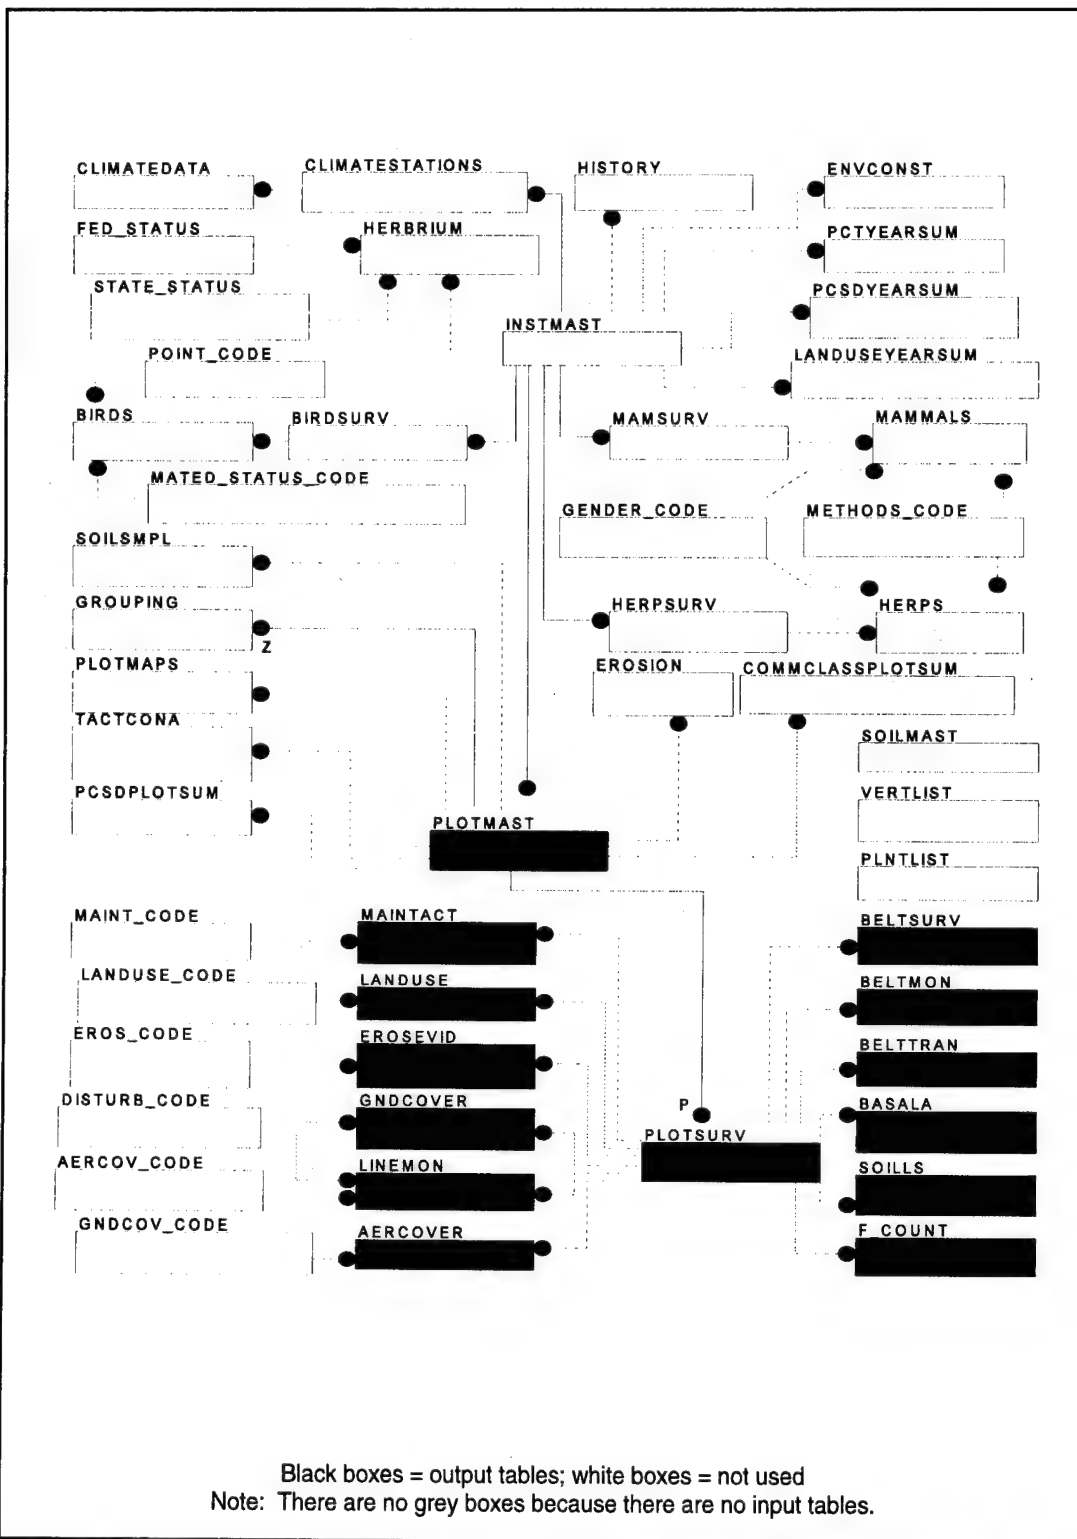 CLIMATEDATA
CLIMATESTATIONS
HISTORY
ENVCONST
FED_STATUS
HERBRIUM
PCTYEARSUM
STATE_STATUS
PCSDYEARSUM
INSTMAST
POINT_CODE
LANDUSEYEARSUM
BIRDS
BIRDSURV
MAMSURV
MAMMALS
MATED_STATUS_CODE
GENDER_CODE
METHODS_CODE
SOILSMPL
GROUPING
Z
HERPSURV
HERPS
PLOTMAPS
EROSION
COMMCLASSPLOTSUM
TACTCONA
SOILMAST
PCSDPLOTSUM
VERTLIST
PLOTMAST
PLNTLIST
MAINT_CODE
MAINTACT
BELTSURV
LANDUSE_CODE
LANDUSE
BELTMON
EROS_CODE
EROSEVID
BELTTRAN
DISTURB_CODE
GNDCOVER
P
BASALA
PLOTSURV
AERCOV_CODE
LINEMON
SOILLS
GNDCOV_CODE
AERCOVER
F_COUNT
Black boxes = output tables; white boxes = not used
Note: There are no grey boxes because there are no input tables.